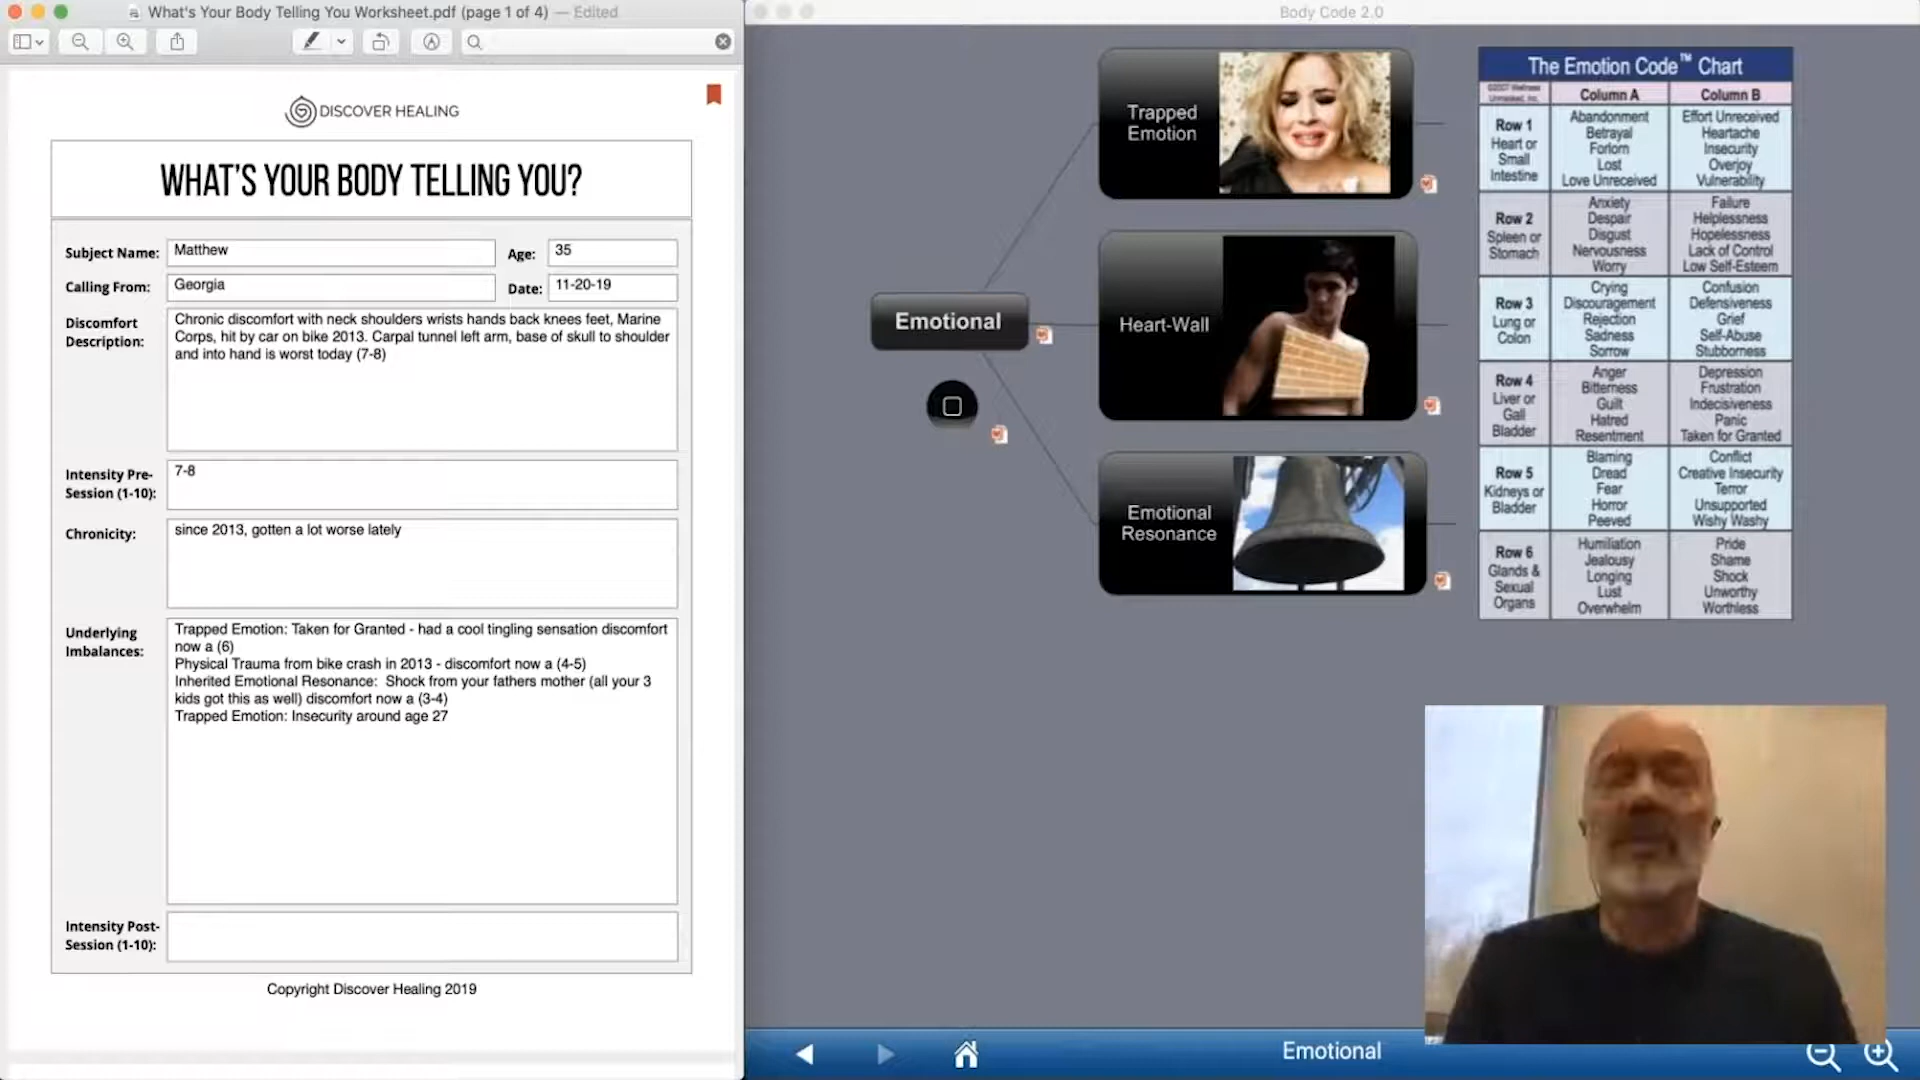 What's Your Body Telling You Worksheet.pdf (page 1 of 4) — Edited
DISCOVER HEALING
WHAT'S YOUR BODY TELLING YOU?
Subject Name: Matthew
Age: 35
Calling From: Georgia
Date: 11-20-19
Discomfort
Description:
Chronic discomfort with neck shoulders wrists hands back knees feet, Marine
Corps, hit by car on bike 2013. Carpal tunnel left arm, base of skull to shoulder
and into hand is worst today (7-8)
Intensity Pre-
Session (1-10):
7-8
Chronicity:
since 2013, gotten a lot worse lately
Underlying
Imbalances:
Trapped Emotion: Taken for Granted - had a cool tingling sensation discomfort
now a (6)
Physical Trauma from bike crash in 2013 - discomfort now a (4-5)
Inherited Emotional Resonance:  Shock from your fathers mother (all your 3
kids got this as well) discomfort now a (3-4)
Trapped Emotion: Insecurity around age 27
Intensity Post-
Session (1-10):
Copyright Discover Healing 2019
Body Code 2.0
Emotional
Trapped
Emotion
Heart-Wall
Emotional
Resonance
The Emotion Code™ Chart
©2007 Wellness
Unmasked, Inc.
Column A
Column B
Row 1
Heart or
Small
Intestine
Abandonment
Betrayal
Forlorn
Lost
Love Unreceived
Effort Unreceived
Heartache
Insecurity
Overjoy
Vulnerability
Row 2
Spleen or
Stomach
Anxiety
Despair
Disgust
Nervousness
Worry
Failure
Helplessness
Hopelessness
Lack of Control
Low Self-Esteem
Row 3
Lung or
Colon
Crying
Discouragement
Rejection
Sadness
Sorrow
Confusion
Defensiveness
Grief
Self-Abuse
Stubborness
Row 4
Liver or
Gall
Bladder
Anger
Bitterness
Guilt
Hatred
Resentment
Depression
Frustration
Indecisiveness
Panic
Taken for Granted
Row 5
Kidneys or
Bladder
Blaming
Dread
Fear
Horror
Peeved
Conflict
Creative Insecurity
Terror
Unsupported
Wishy Washy
Row 6
Glands &
Sexual
Organs
Humiliation
Jealousy
Longing
Lust
Overwhelm
Pride
Shame
Shock
Unworthy
Worthless
Emotional